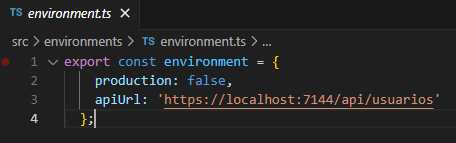 TS environment.ts ×
src > environments > TS environment.ts > ...
1 export const environment = {
2 production: false,
3 apiUrl: 'https://localhost:7144/api/usuarios'
4 };